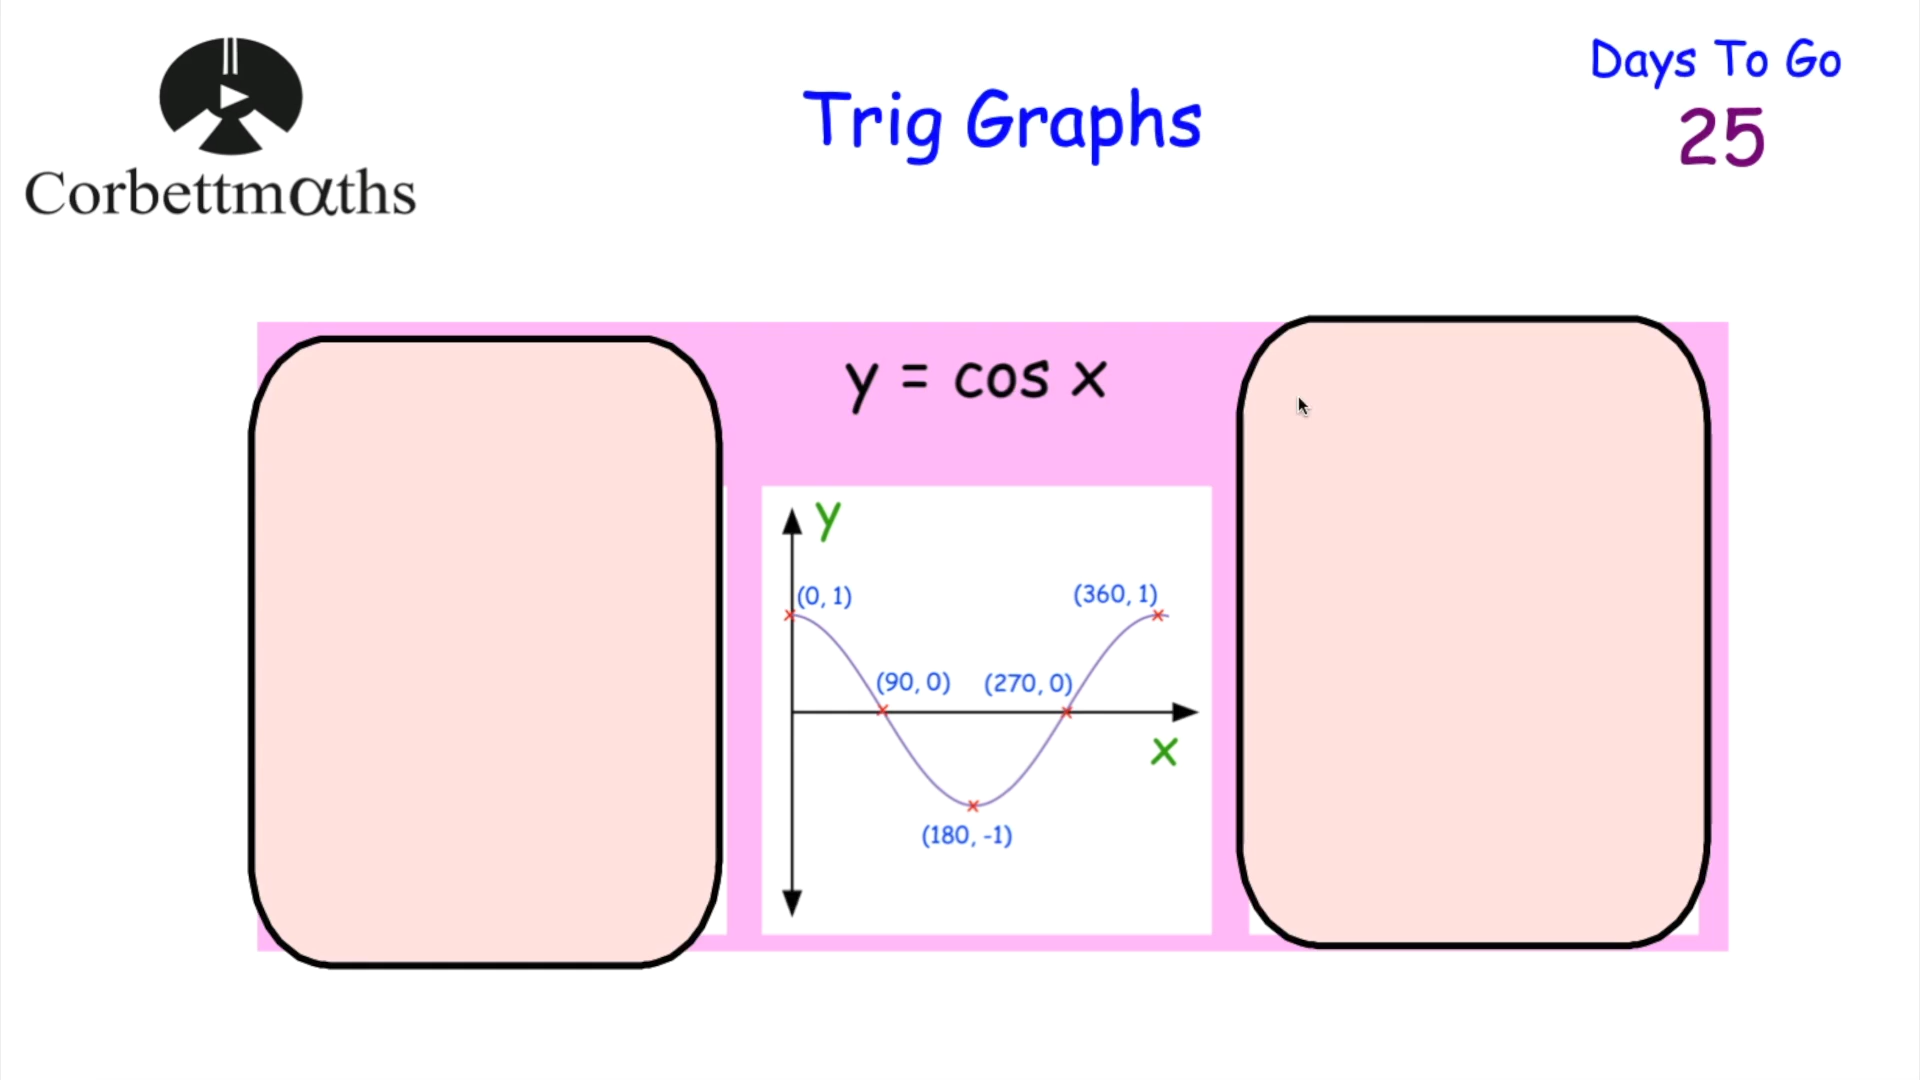 Corbettmαths
Trig Graphs
Days To Go
25
y = cos x
y
(0, 1)
(360, 1)
(90, 0)
(270, 0)
x
(180, -1)